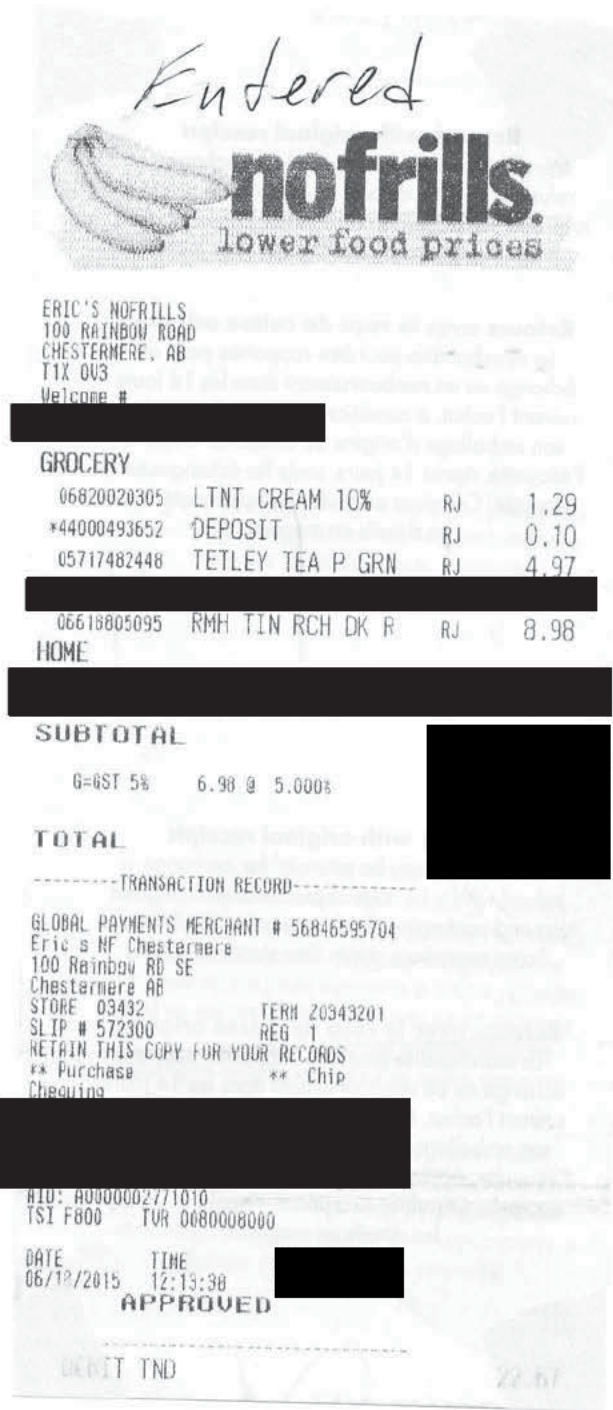 Entered
nofrills.
lower food prices
ERIC'S NOFRILLS
100 RAINBOW ROAD
CHESTERMERE, AB
T1X 0V3
Welcome #
GROCERY
06820020305 LTNT CREAM 10% RJ 1.29
*44000493652 DEPOSIT RJ 0.10
05717482448 TETLEY TEA P GRN RJ 4.97
06618805095 RMH TIN RCH DK R RJ 8.98
HOME
SUBTOTAL
G=GST 5% 6.98 @ 5.000%
TOTAL
---------TRANSACTION RECORD------------
GLOBAL PAYMENTS MERCHANT # 56846595704
Eric s NF Chestermere
100 Rainbow RD SE
Chestermere AB
STORE 03432 TERM Z0343201
SLIP # 572300 REG 1
RETAIN THIS COPY FOR YOUR RECORDS
** Purchase ** Chip
Chequing
AID: A0000002771010
TSI F800 TVR 0080008000
DATE TIME
06/18/2015 12:13:38
APPROVED
DEBIT TND